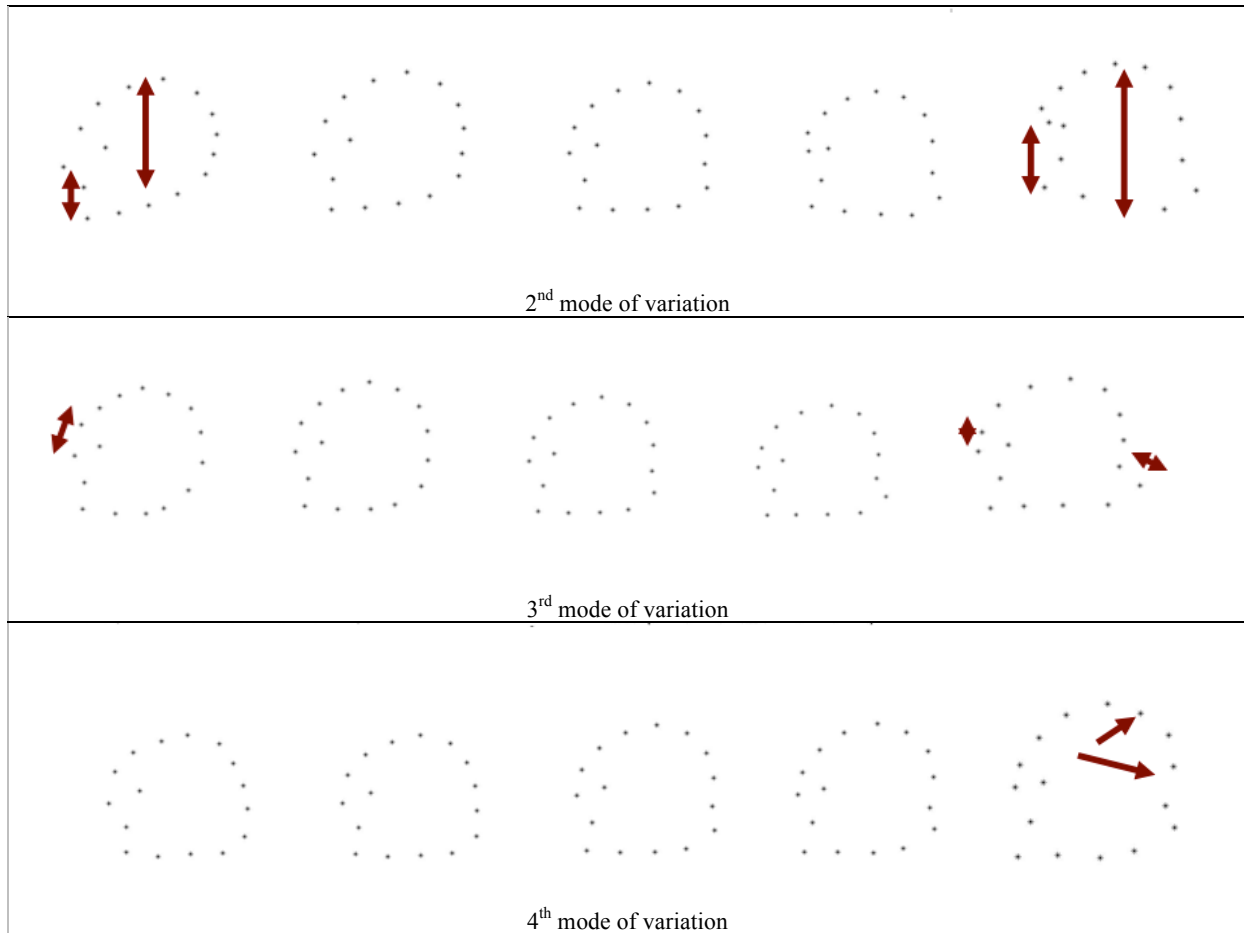 2nd mode of variation
3rd mode of variation
4th mode of variation